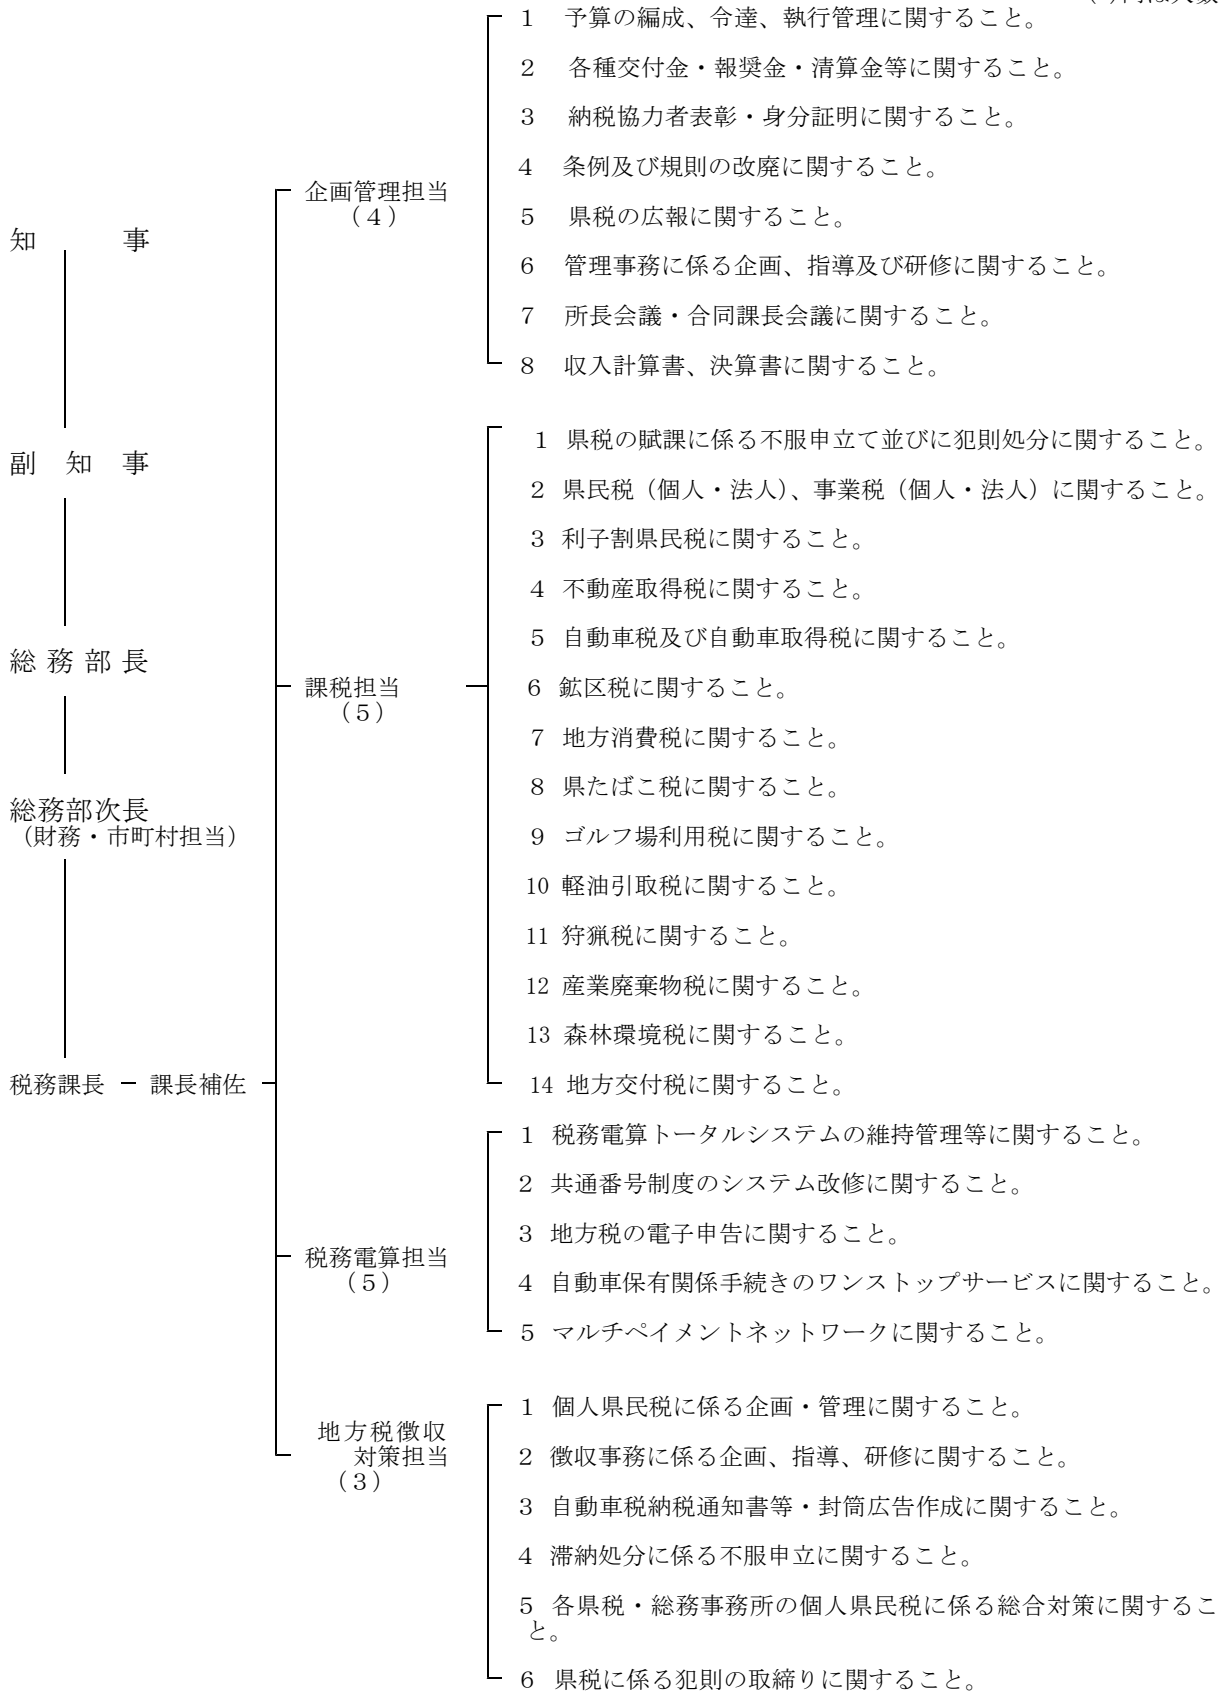 知　事
副　知　事
総務部長
総務部次長
（財務・市町村担当）
税務課長 － 課長補佐
企画管理担当
（４）
１　予算の編成、令達、執行管理に関すること。
２　各種交付金・報奨金・清算金等に関すること。
３　納税協力者表彰・身分証明に関すること。
４　条例及び規則の改廃に関すること。
５　県税の広報に関すること。
６　管理事務に係る企画、指導及び研修に関すること。
７　所長会議・合同課長会議に関すること。
８　収入計算書、決算書に関すること。
課税担当
（５）
１ 県税の賦課に係る不服申立て並びに犯則処分に関すること。
２ 県民税（個人・法人）、事業税（個人・法人）に関すること。
３ 利子割県民税に関すること。
４ 不動産取得税に関すること。
５ 自動車税及び自動車取得税に関すること。
６ 鉱区税に関すること。
７ 地方消費税に関すること。
８ 県たばこ税に関すること。
９ ゴルフ場利用税に関すること。
10 軽油引取税に関すること。
11 狩猟税に関すること。
12 産業廃棄物税に関すること。
13 森林環境税に関すること。
14 地方交付税に関すること。
税務電算担当
（５）
１ 税務電算トータルシステムの維持管理等に関すること。
２ 共通番号制度のシステム改修に関すること。
３ 地方税の電子申告に関すること。
４ 自動車保有関係手続きのワンストップサービスに関すること。
５ マルチペイメントネットワークに関すること。
地方税徴収
対策担当
（３）
１ 個人県民税に係る企画・管理に関すること。
２ 徴収事務に係る企画、指導、研修に関すること。
３ 自動車税納税通知書等・封筒広告作成に関すること。
４ 滞納処分に係る不服申立に関すること。
５ 各県税・総務事務所の個人県民税に係る総合対策に関するこ
と。
６ 県税に係る犯則の取締りに関すること。